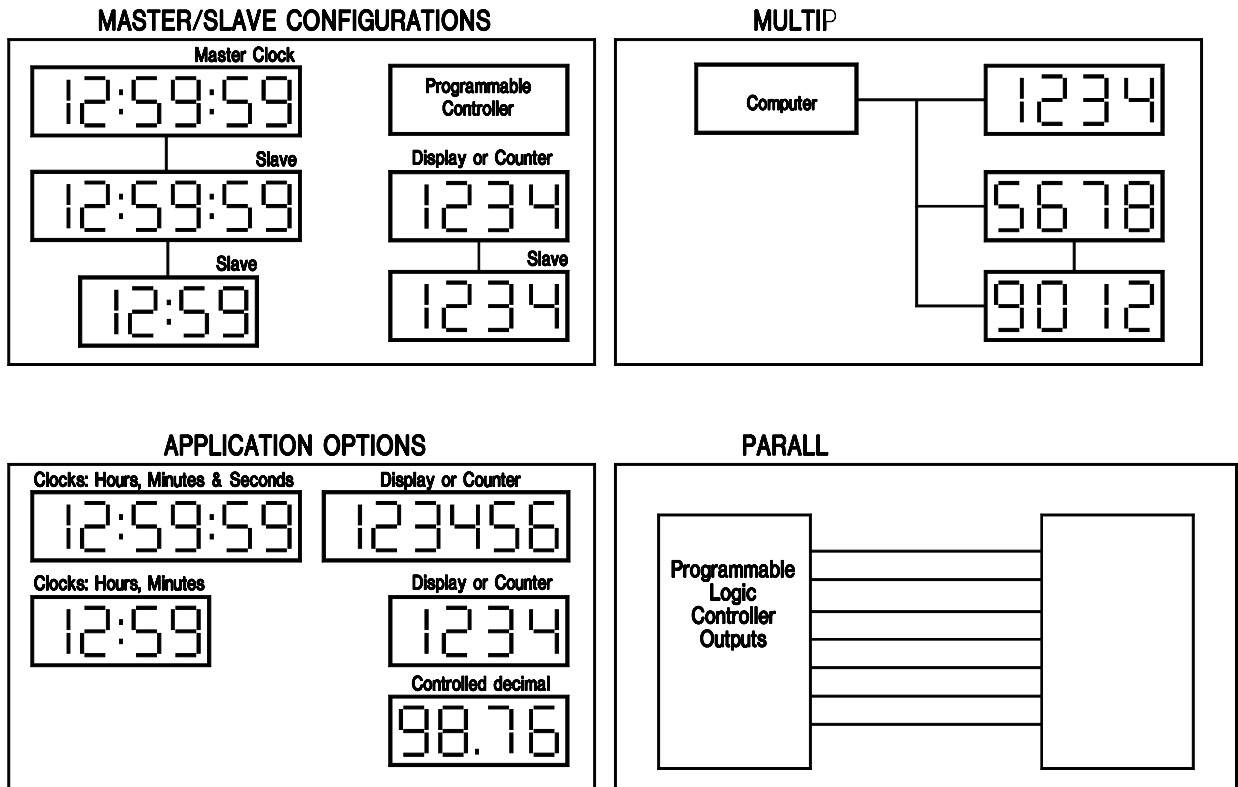 MASTER/SLAVE CONFIGURATIONS
Master Clock
12:59:59
Slave
12:59:59
Slave
12:59
Programmable
Controller
Display or Counter
1234
Slave
1234
MULTIP
Computer
1234
5678
9012
APPLICATION OPTIONS
Clocks: Hours, Minutes & Seconds
12:59:59
Clocks: Hours, Minutes
12:59
Display or Counter
123456
Display or Counter
1234
Controlled decimal
98.76
PARALL
Programmable
Logic
Controller
Outputs